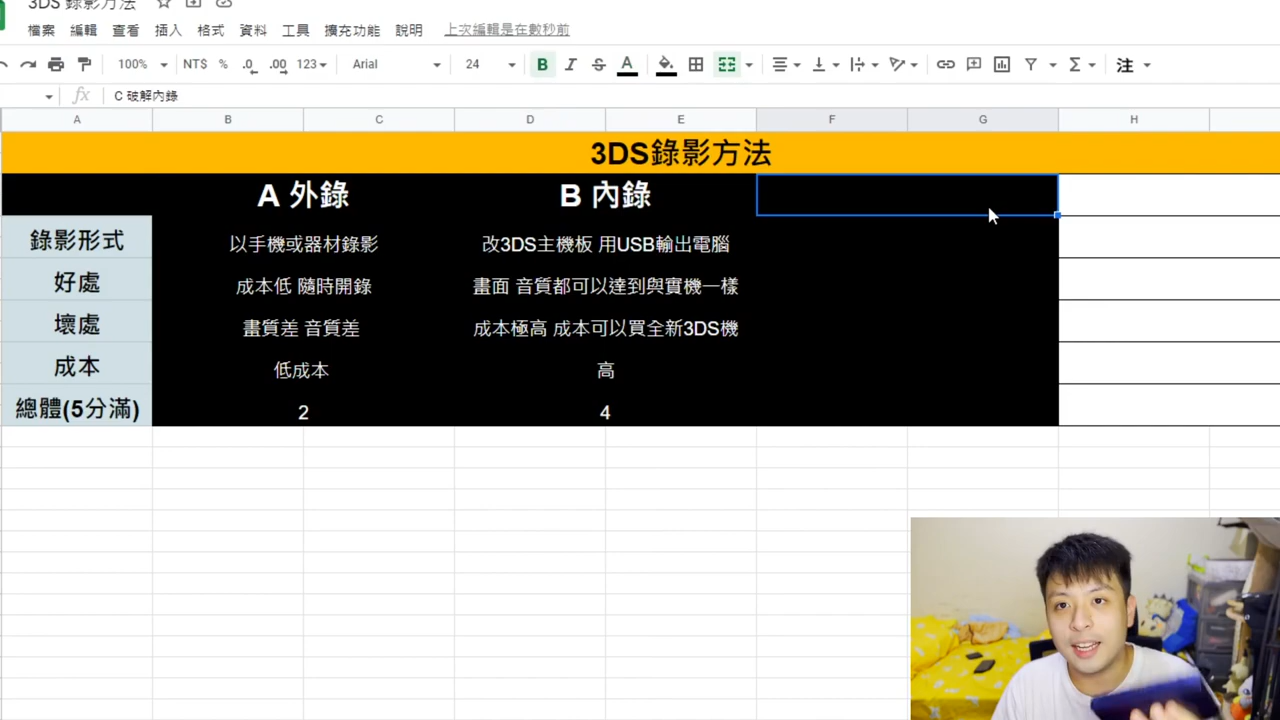 3DS 錄影方法
檔案 編輯 查看 插入 格式 資料 工具 擴充功能 說明 上次編輯是在數秒前
100% NT$ % .0 .00 123 Arial 24 B I S A 注
fx C 破解內錄
A B C D E F G H
3DS錄影方法
A 外錄 B 內錄
錄影形式 以手機或器材錄影 改3DS主機板 用USB輸出電腦
好處 成本低 隨時開錄 畫面 音質都可以達到與實機一樣
壞處 畫質差 音質差 成本極高 成本可以買全新3DS機
成本 低成本 高
總體(5分滿) 2 4